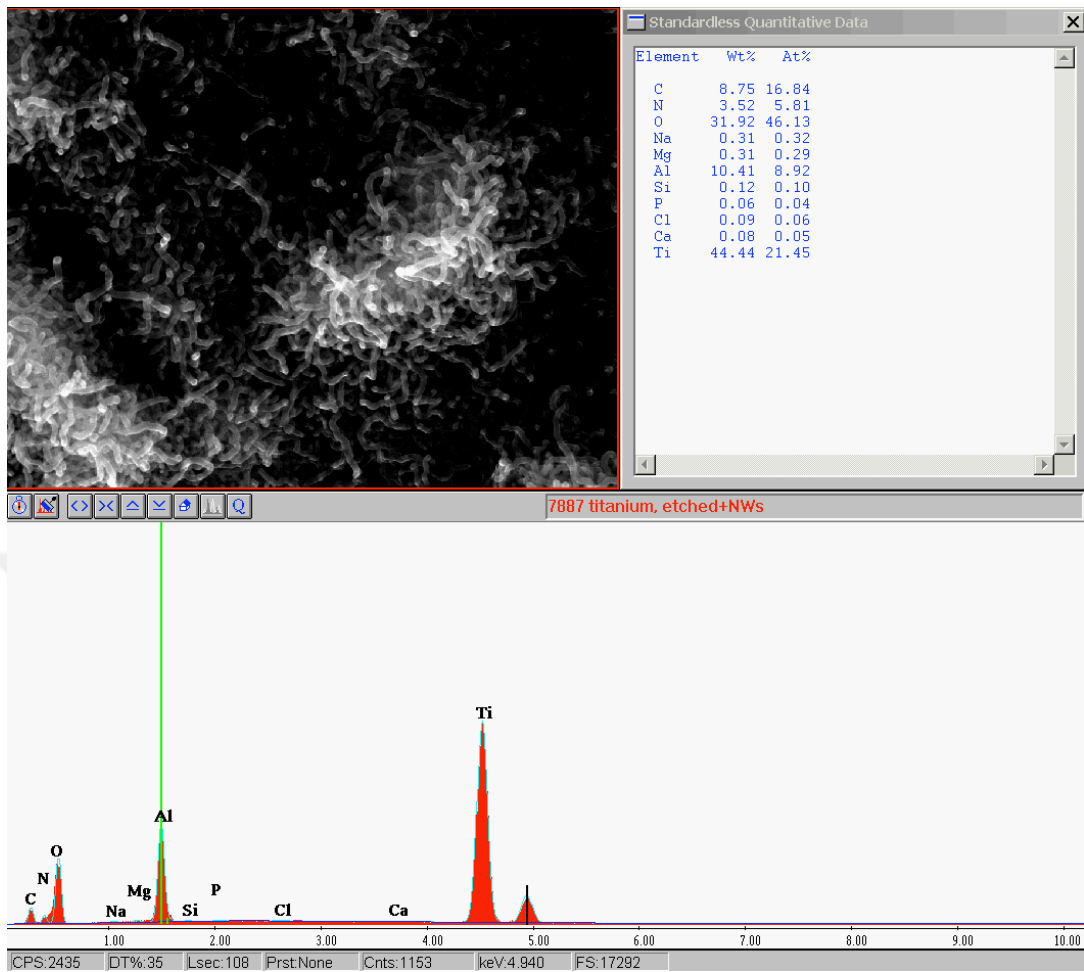 Standardless Quantitative Data
Element Wt% At%
C 8.75 16.84
N 3.52 5.81
O 31.92 46.13
Na 0.31 0.32
Mg 0.31 0.29
Al 10.41 8.92
Si 0.12 0.10
P 0.06 0.04
Cl 0.09 0.06
Ca 0.08 0.05
Ti 44.44 21.45
Q
7887 titanium, etched+NWs
Ti
Al
O
N
C
Mg
P
Na
Si
Cl
Ca
1.00 2.00 3.00 4.00 5.00 6.00 7.00 8.00 9.00 10.00
CPS:2435 DT%:35 Lsec:108 Prst:None Cnts:1153 keV:4.940 FS:17292